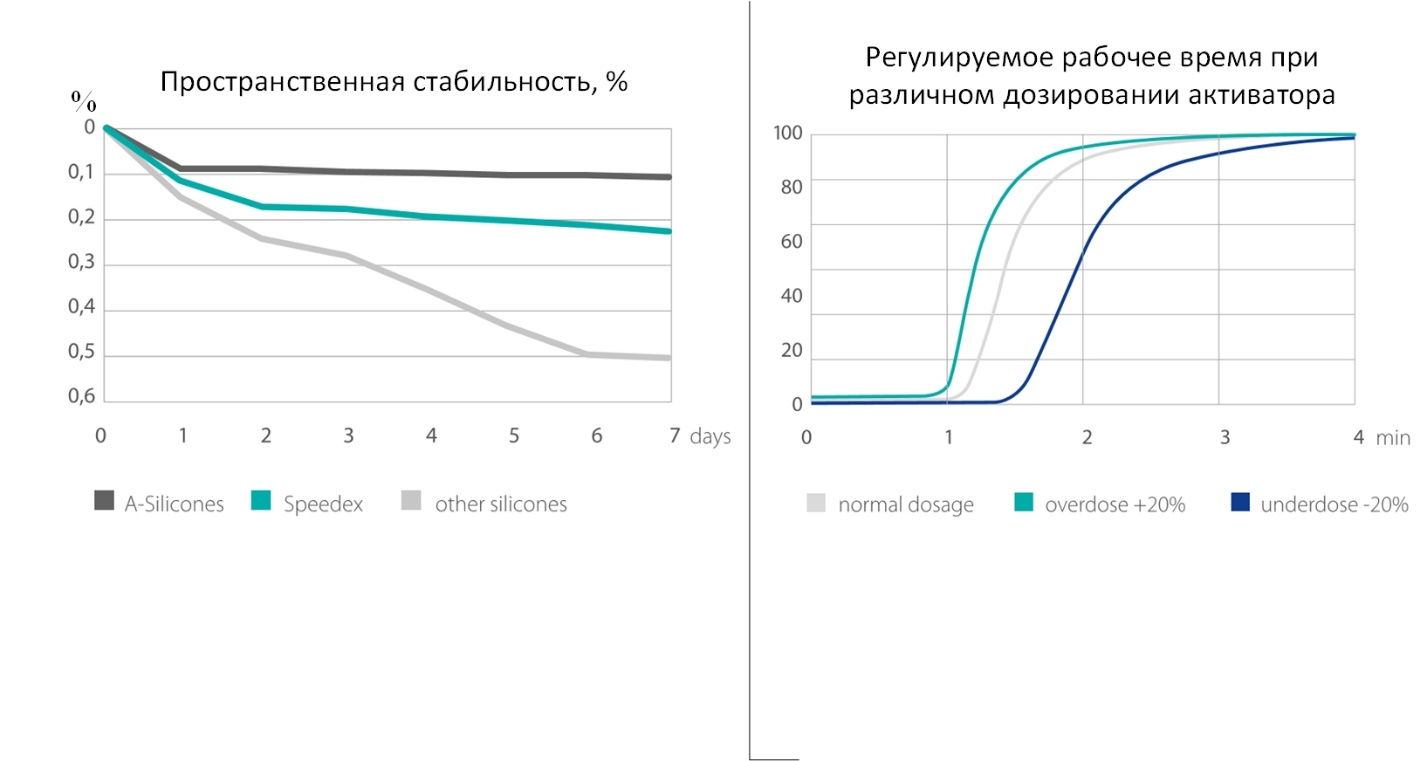 Пространственная стабильность, %
%
0
0,1
0,2
0,3
0,4
0,5
0,6
0 1 2 3 4 5 6 7 days
A-Silicones Speedex other silicones
Регулируемое рабочее время при
различном дозировании активатора
100
80
60
40
20
0
0 1 2 3 4 min
normal dosage overdose +20% underdose -20%